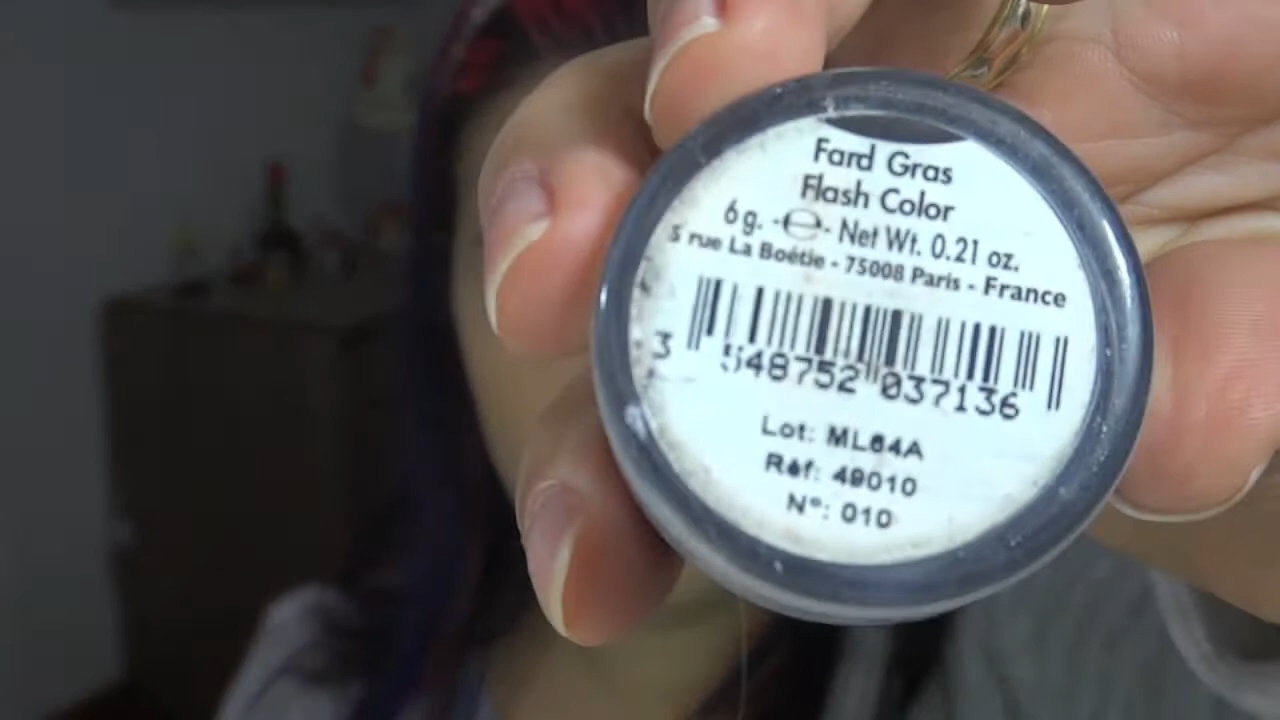 Fard Gras
Flash Color
6 g. ℮ Net Wt. 0.21 oz.
5 rue La Boétie - 75008 Paris - France
3 548752 037136
Lot: ML64A
Réf: 49010
N°: 010